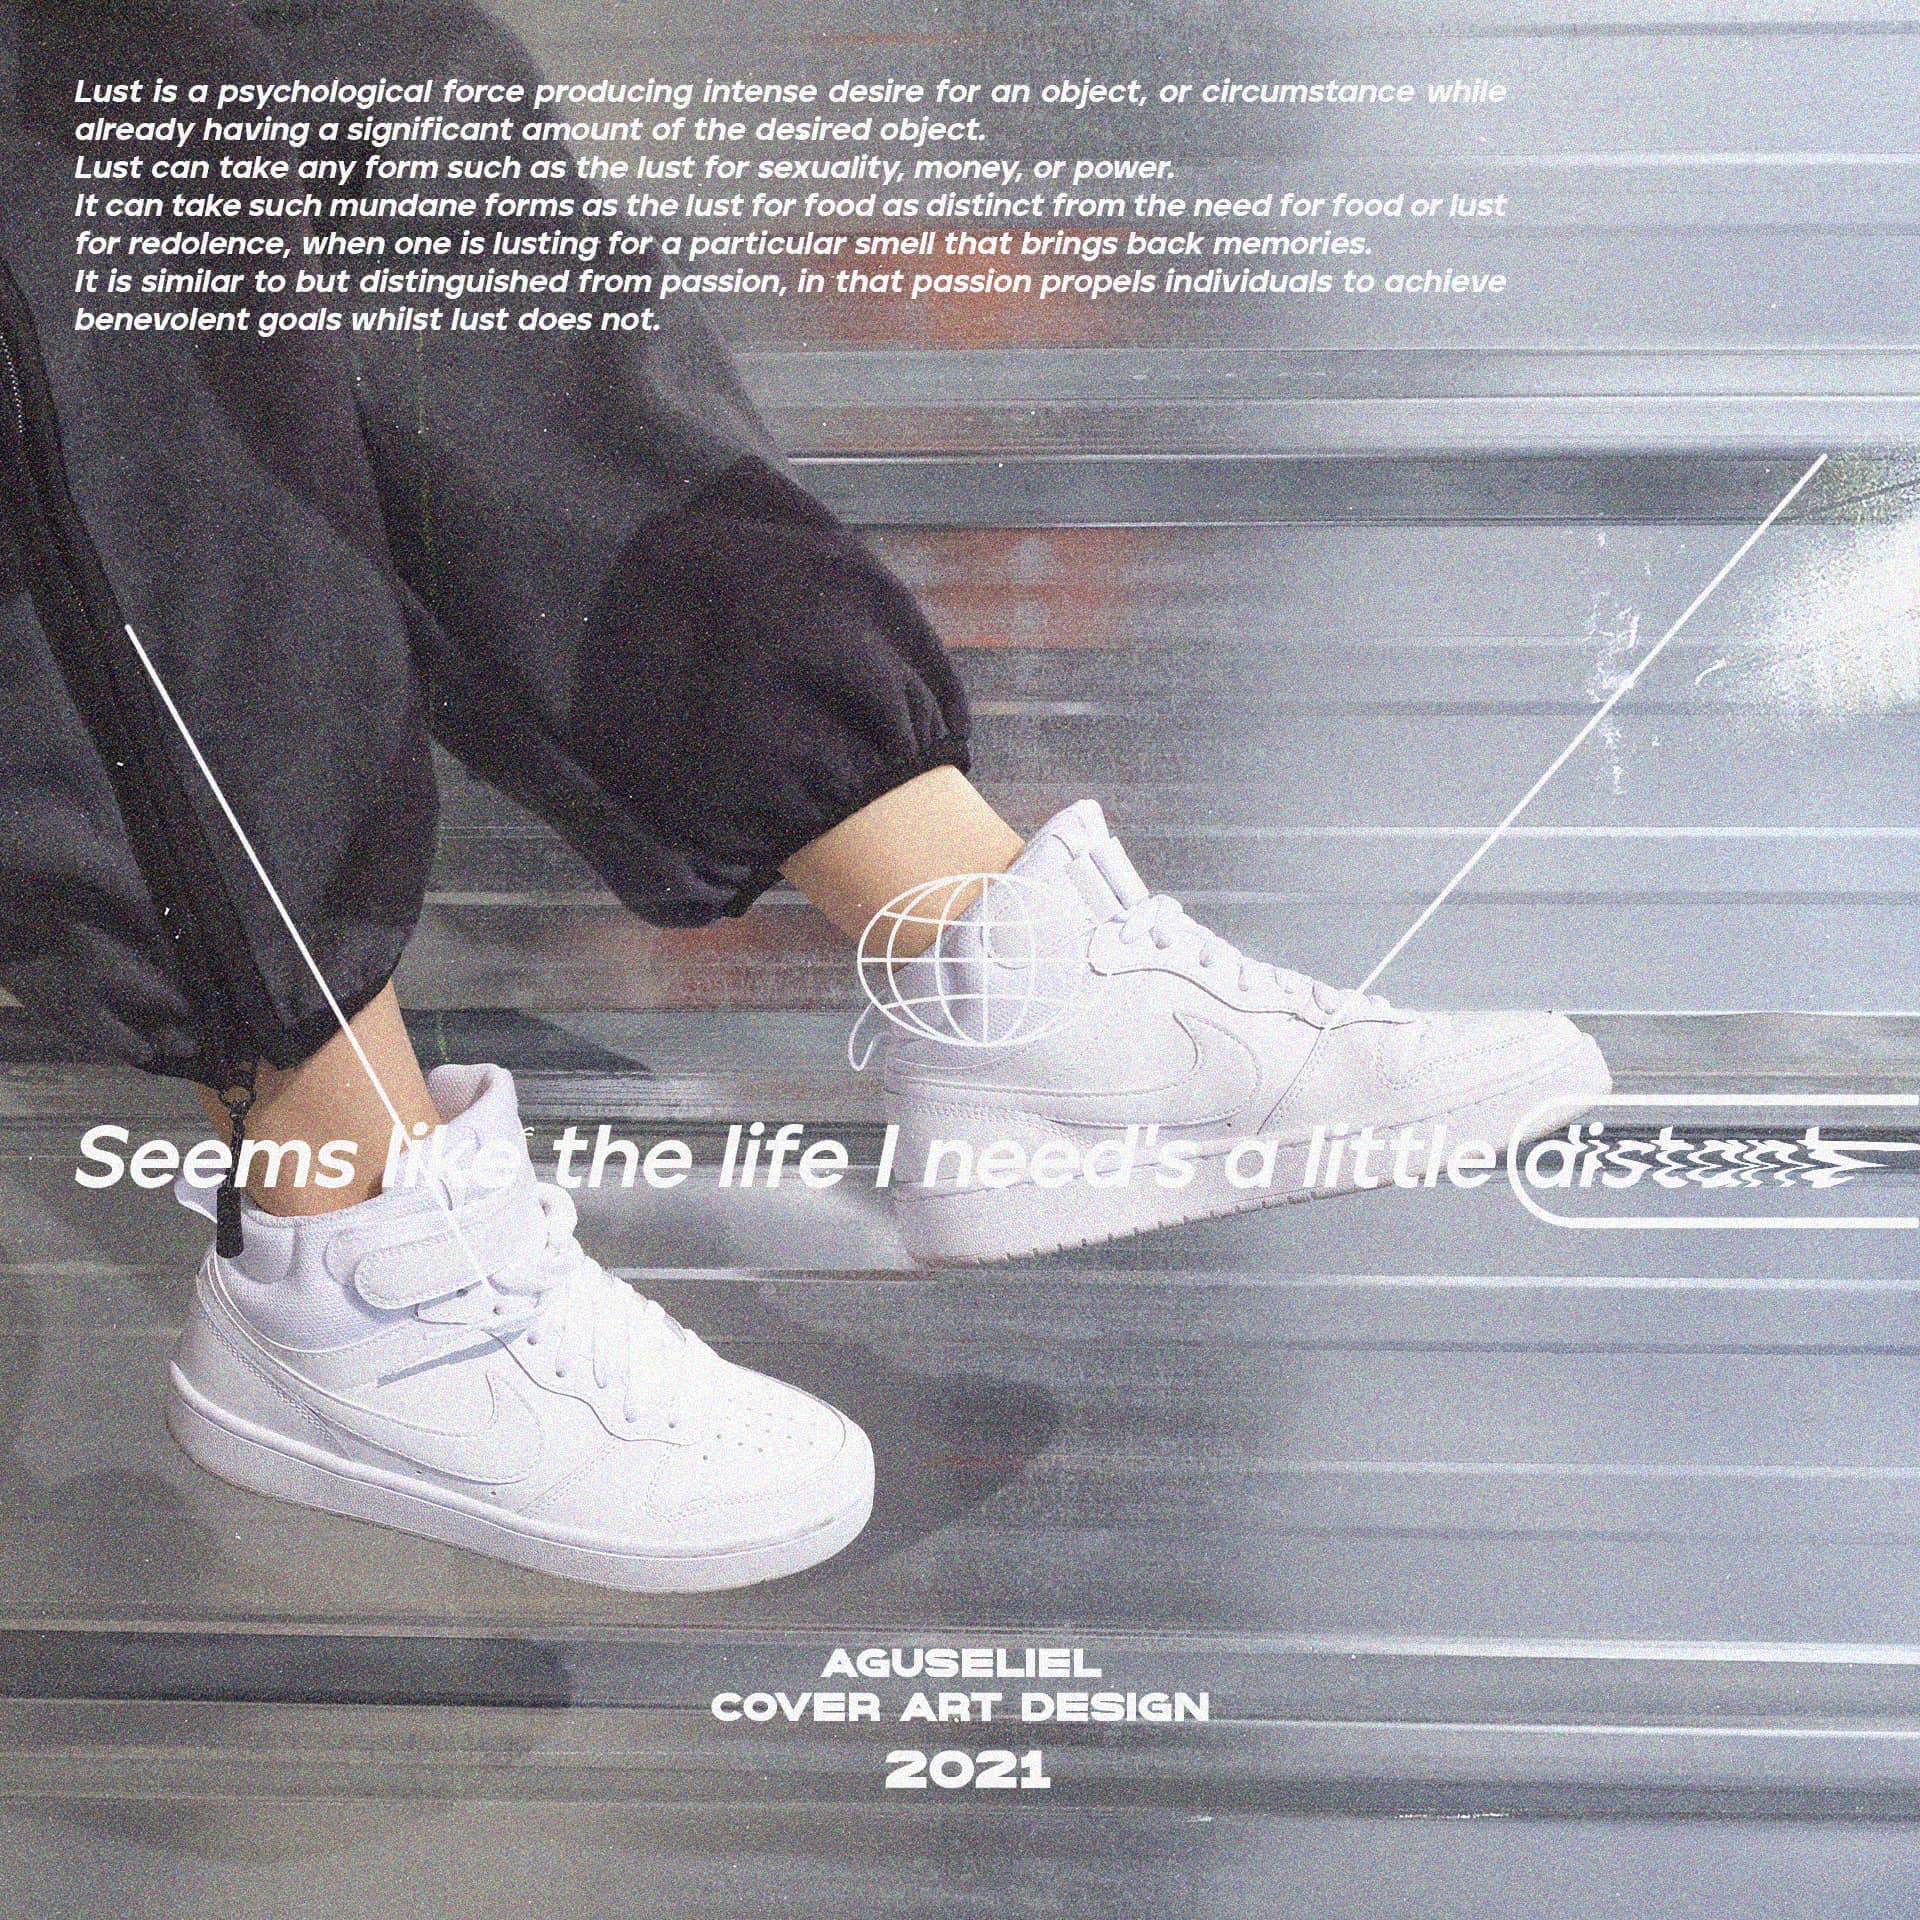 Lust is a psychological force producing intense desire for an object, or circumstance while
already having a significant amount of the desired object.
Lust can take any form such as the lust for sexuality, money, or power.
It can take such mundane forms as the lust for food as distinct from the need for food or lust
for redolence, when one is lusting for a particular smell that brings back memories.
It is similar to but distinguished from passion, in that passion propels individuals to achieve
benevolent goals whilst lust does not.
Seems like the life I need's a little distant
AGUSELIEL
COVER ART DESIGN
2021